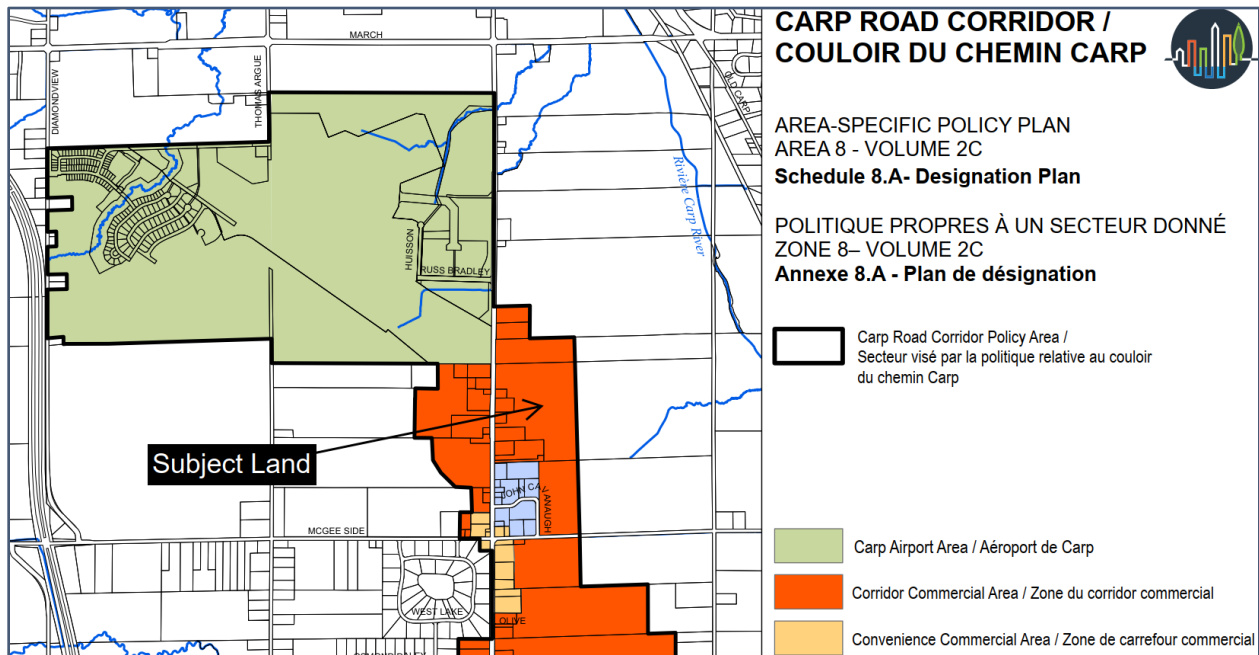 CARP ROAD CORRIDOR /
COULOIR DU CHEMIN CARP
AREA-SPECIFIC POLICY PLAN
AREA 8 - VOLUME 2C
Schedule 8.A- Designation Plan
POLITIQUE PROPRES À UN SECTEUR DONNÉ
ZONE 8– VOLUME 2C
Annexe 8.A - Plan de désignation
Carp Road Corridor Policy Area /
Secteur visé par la politique relative au couloir
du chemin Carp
Carp Airport Area / Aéroport de Carp
Corridor Commercial Area / Zone du corridor commercial
Convenience Commercial Area / Zone de carrefour commercial
MARCH
DIAMONDVIEW
THOMAS ARGUE
OLD CARP
Rivière Carp River
HUISSON
RUSS BRADLEY
Subject Land
JOHN CAVANAUGH
MCGEE SIDE
WEST LAKE
OLIVE